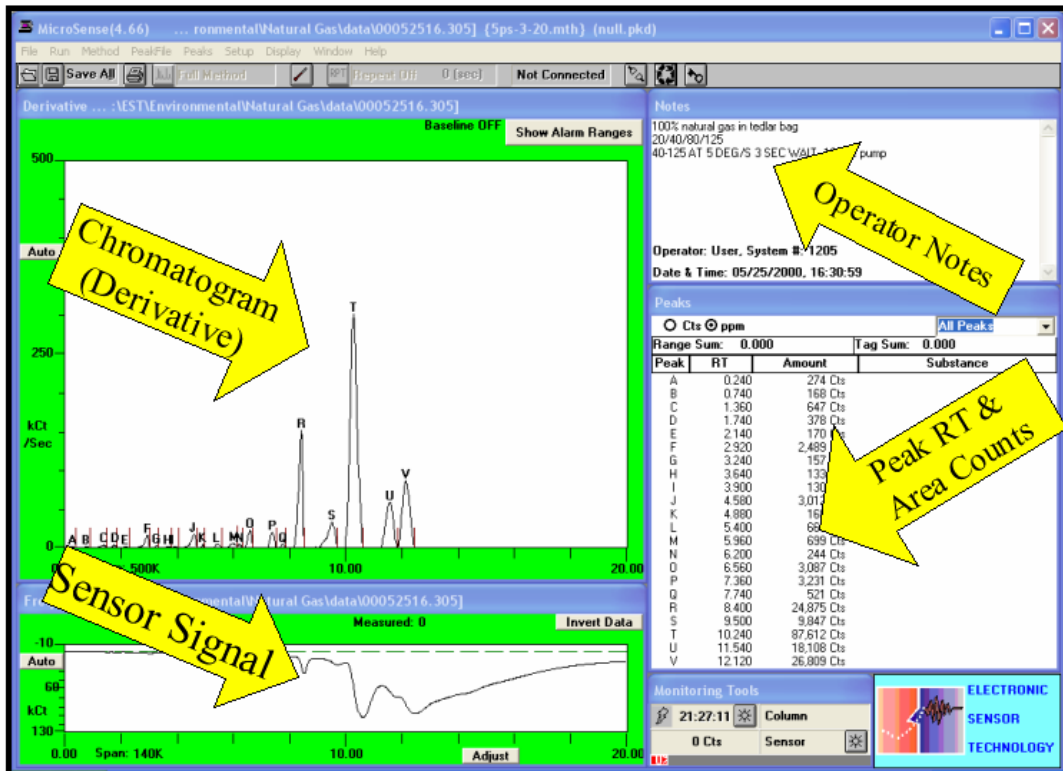 MicroSense(4.66) ... ronmental\Natural Gas\data\00052516.305] {5ps-3-20.mth} (null.pkd)
File Run Method PeakFile Peaks Setup Display Window Help
Save All Full Method RPT Repeat Off 0 (sec) Not Connected
Derivative ... :\EST\Environmental\Natural Gas\data\00052516.305]
Baseline OFF Show Alarm Ranges
500
Auto
250
kCt
/Sec
0
A B C D E F G H J K L M N O P Q R S T U V
500K 10.00 20.00
Chromatogram
(Derivative)
Sensor Signal
nmental\Natural Gas\data\00052516.305]
Measured: 0 Invert Data
-10
Auto
60
kCt
130
0.00 Span: 140K 10.00 Adjust 20.00
Notes
100% natural gas in tedlar bag
20/40/80/125
40-125 AT 5 DEG/S 3 SEC WAIT pump
Operator Notes
Operator: User, System #: 1205
Date & Time: 05/25/2000, 16:30:59
Peaks
Cts ppm All Peaks
Range Sum: 0.000 Tag Sum: 0.000
Peak RT Amount Substance
A 0.240 274 Cts
B 0.740 168 Cts
C 1.360 647 Cts
D 1.740 378 Cts
E 2.140 170 Cts
F 2.920 2,489
G 3.240 157
H 3.640 133
I 3.900 130
J 4.580
K 4.880
L 5.400
M 5.960 699 Cts
N 6.200 244 Cts
O 6.560 3,087 Cts
P 7.360 3,231 Cts
Q 7.740 521 Cts
R 8.400 24,875 Cts
S 9.500 9,847 Cts
T 10.240 87,612 Cts
U 11.540 18,108 Cts
V 12.120 26,809 Cts
Peak RT &
Area Counts
Monitoring Tools
21:27:11 Column
0 Cts Sensor
ELECTRONIC
SENSOR
TECHNOLOGY